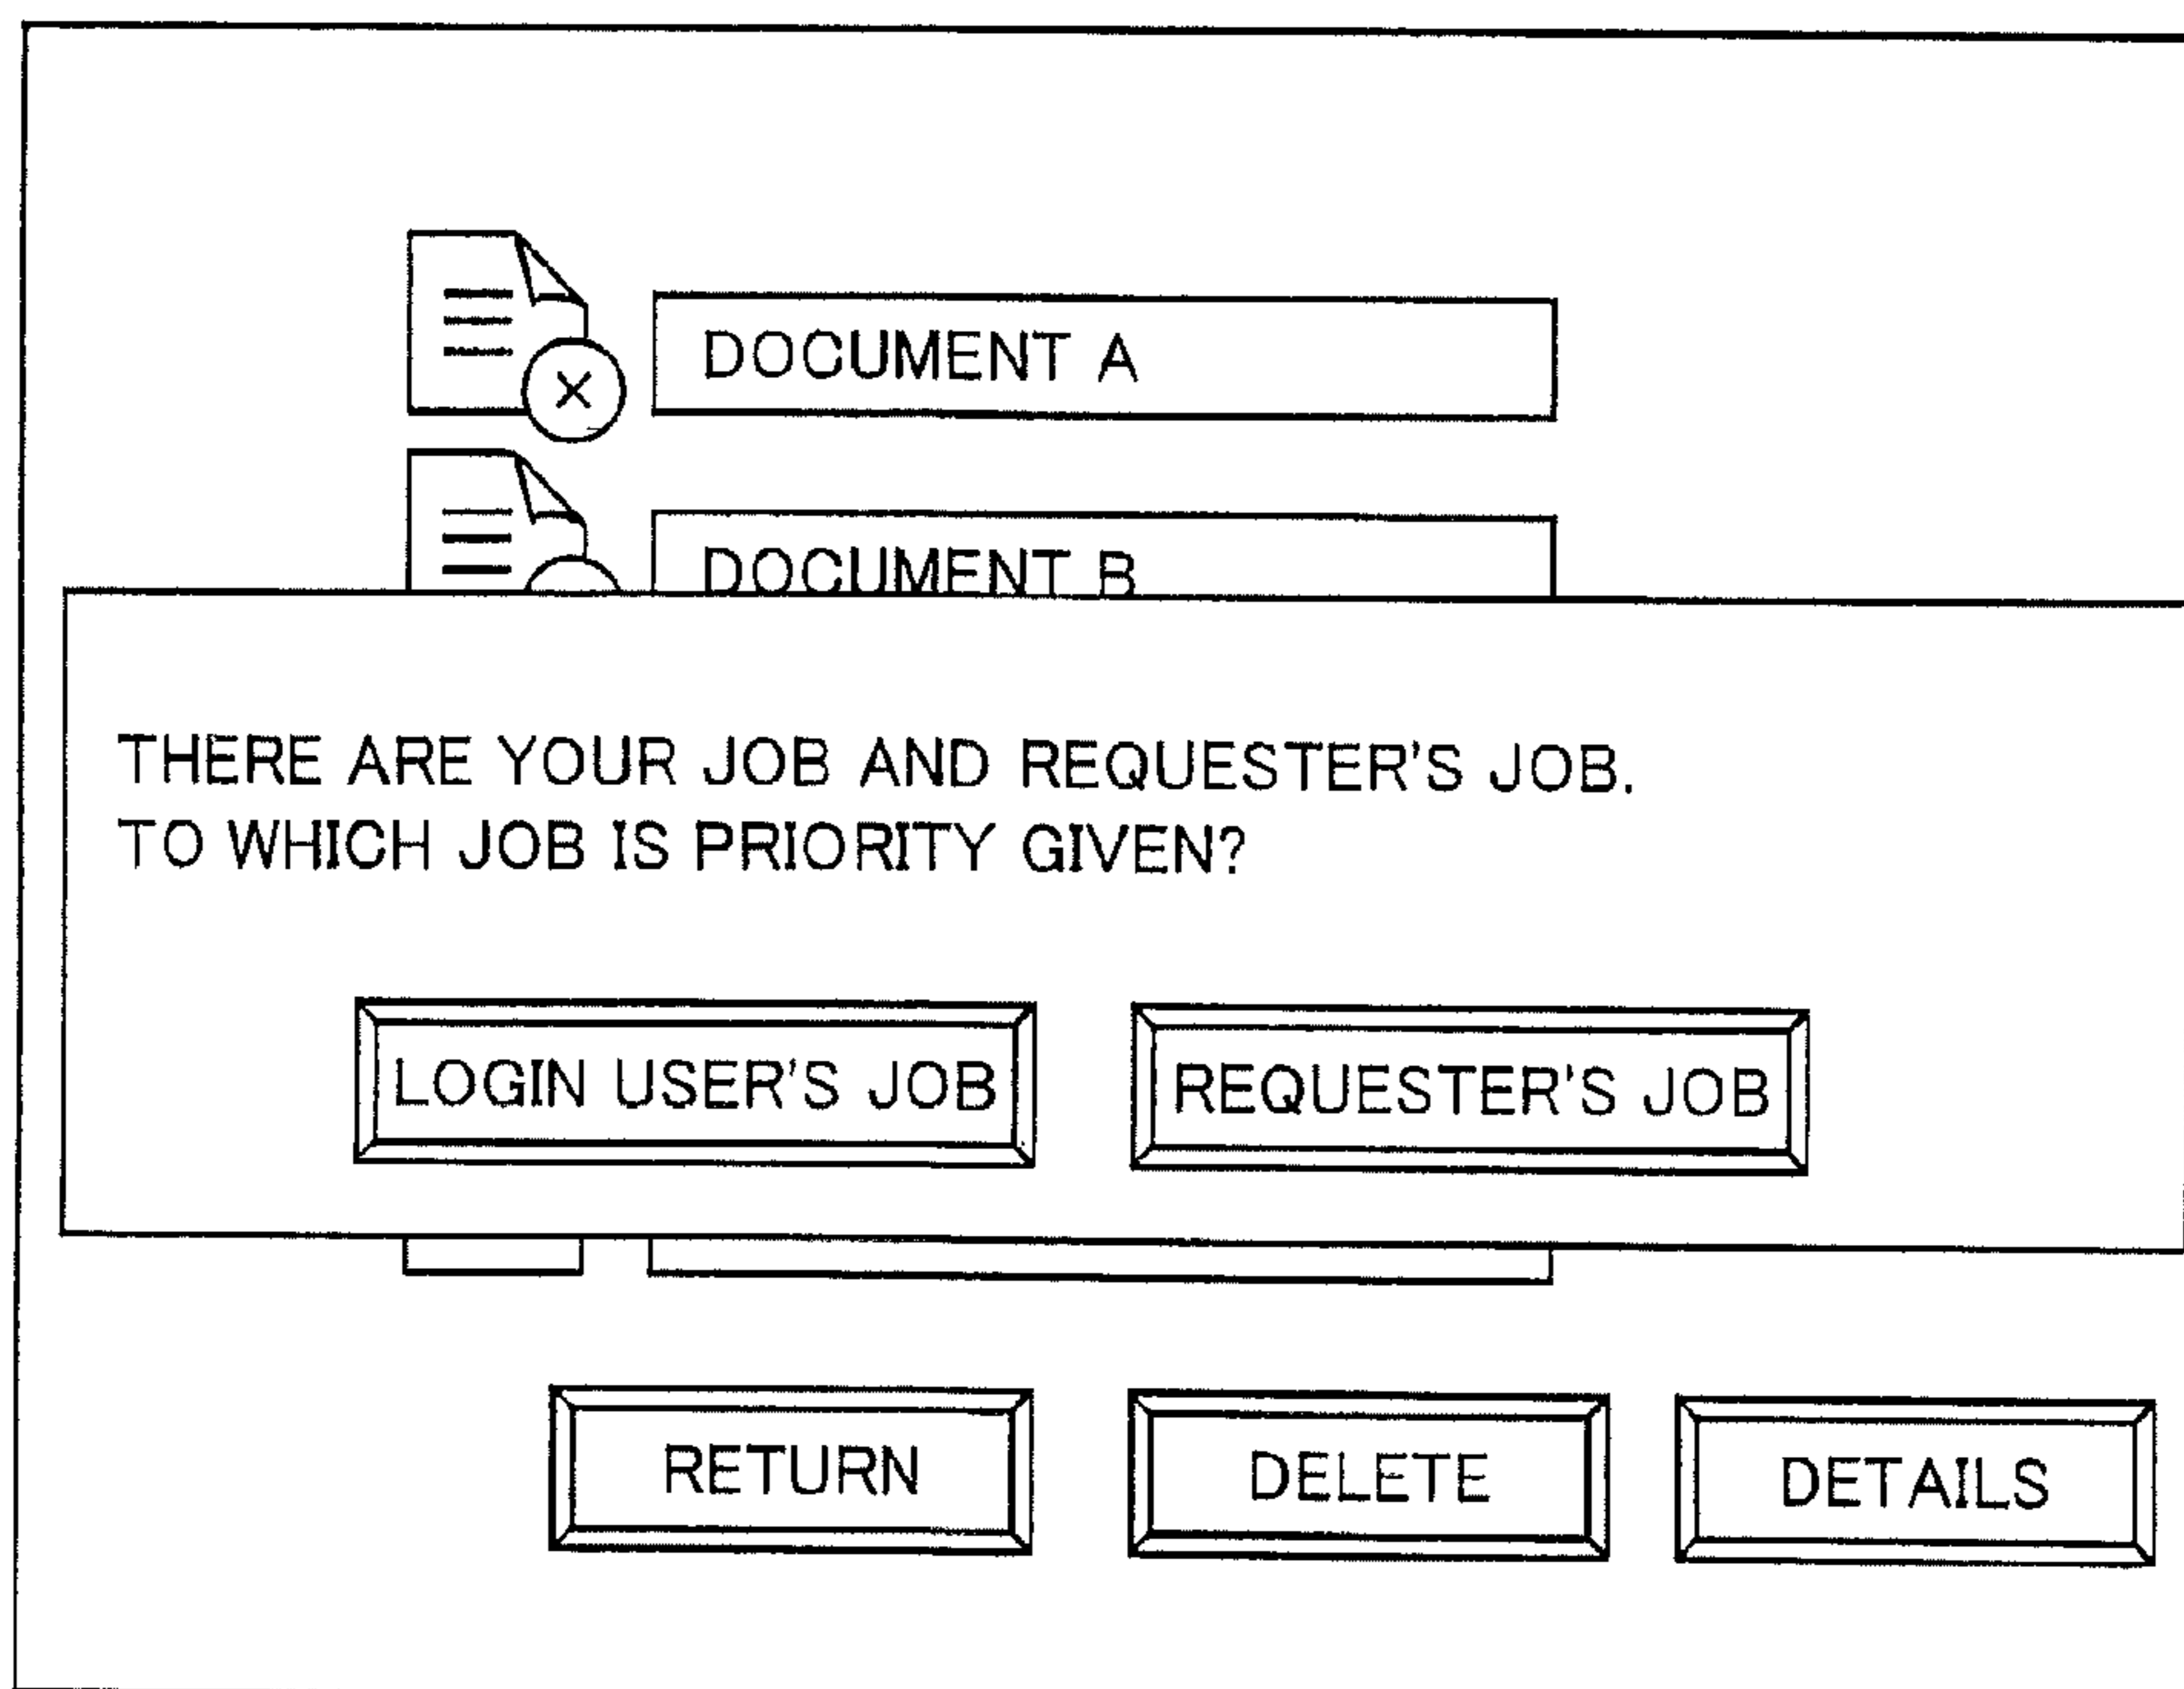 DOCUMENT A
DOCUMENT B
THERE ARE YOUR JOB AND REQUESTER'S JOB.
TO WHICH JOB IS PRIORITY GIVEN?
LOGIN USER'S JOB REQUESTER'S JOB
RETURN DELETE DETAILS